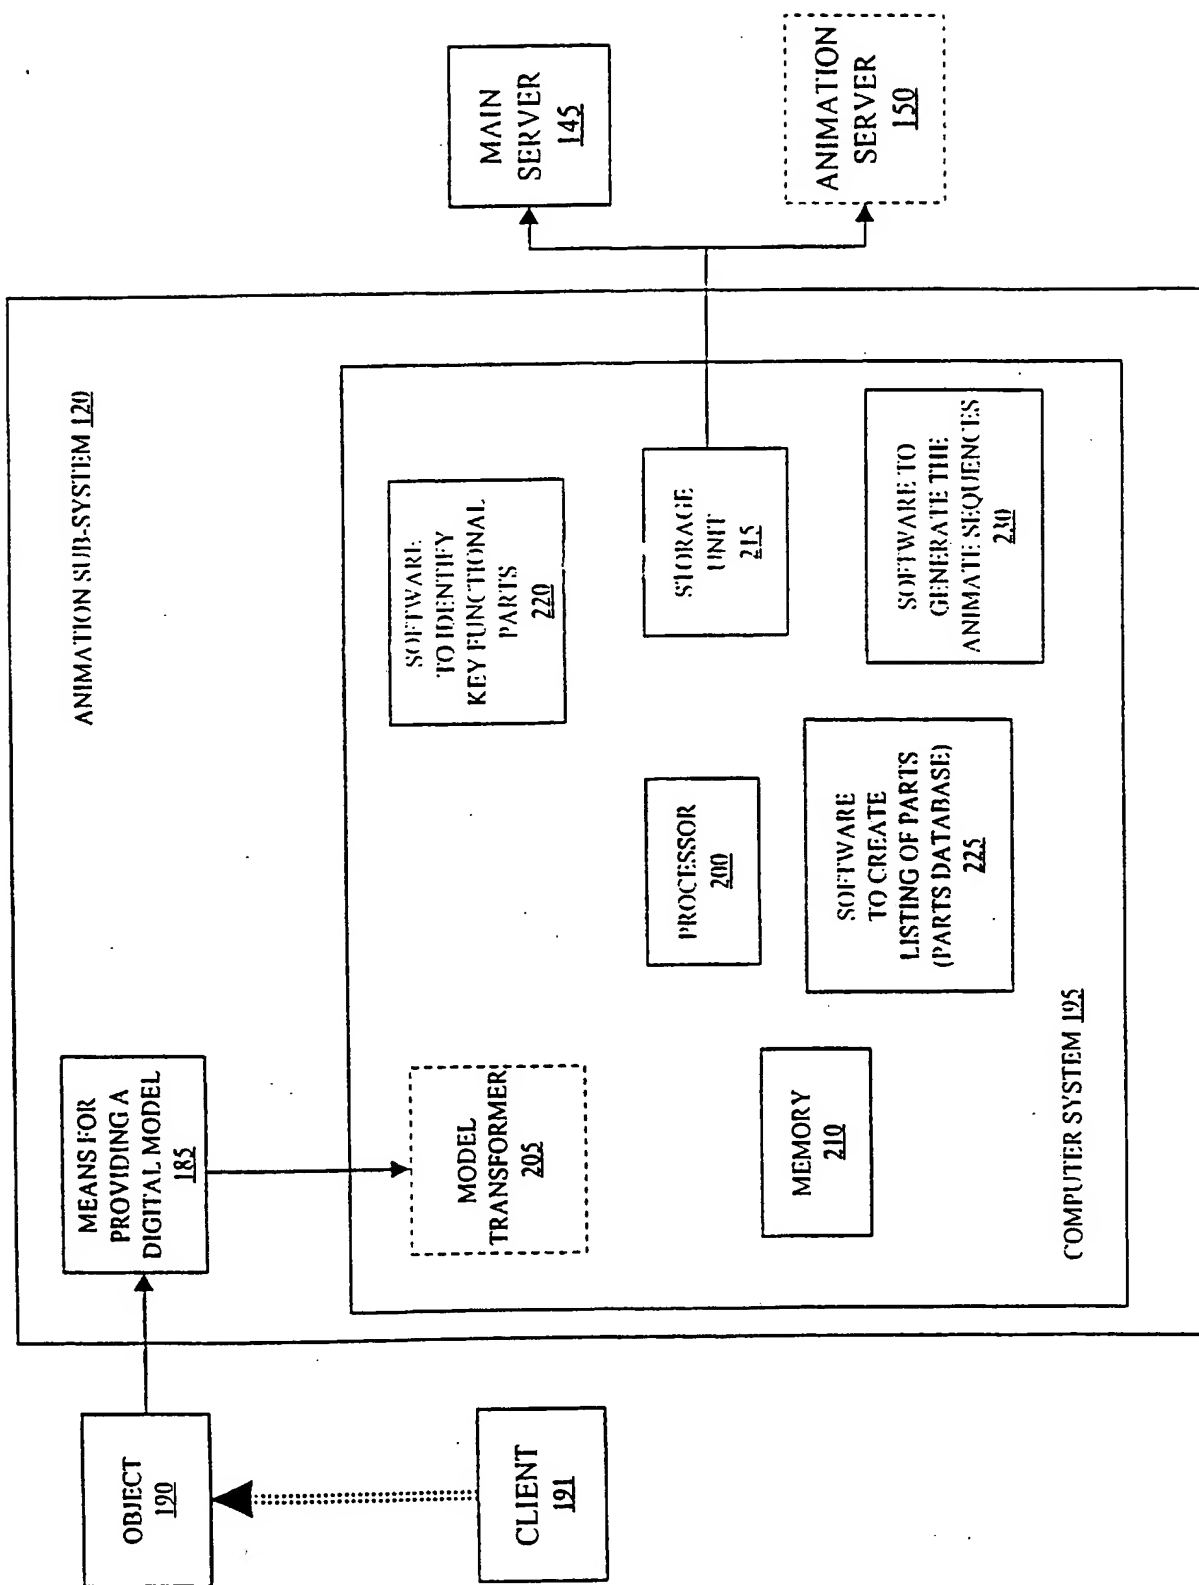 ANIMATION SUB-SYSTEM 120
OBJECT
190
MEANS FOR
PROVIDING A
DIGITAL MODEL
185
CLIENT
191
MODEL
TRANSFORMER
205
SOFTWARE
TO IDENTIFY
KEY FUNCTIONAL
PARTS
220
MAIN
SERVER
145
PROCESSOR
200
STORAGE
UNIT
215
MEMORY
210
SOFTWARE
TO CREATE
LISTING OF PARTS
(PARTS DATABASE)
225
SOFTWARE TO
GENERATE THE
ANIMATE SEQUENCES
230
ANIMATION
SERVER
150
COMPUTER SYSTEM 195